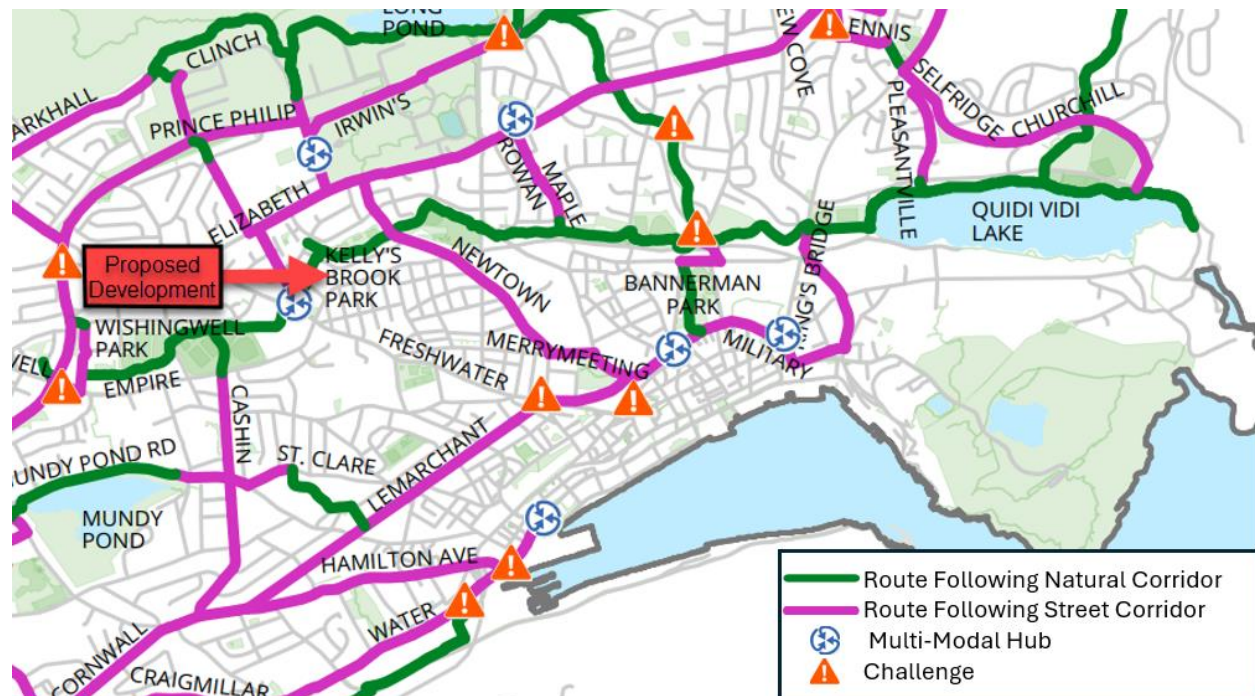 LONG
POND
CLINCH
EW COVE
ENNIS
SELFRIDGE
CHURCHILL
PLEASANTVILLE
ARKHALL
PRINCE PHILIP
IRWIN'S
ROWAN
MAPLE
ELIZABETH
QUIDI VIDI
LAKE
Proposed
Development
KELLY'S
BROOK
PARK
NEWTOWN
BANNERMAN
PARK
KING'S BRIDGE
WISHINGWELL
PARK
WELL
EMPIRE
FRESHWATER
MERRYMEETING
MILITARY
CASHIN
UNDY POND RD
ST. CLARE
LEMARCHANT
MUNDY
POND
HAMILTON AVE
WATER
CORNWALL
CRAIGMILLAR
Route Following Natural Corridor
Route Following Street Corridor
Multi-Modal Hub
Challenge